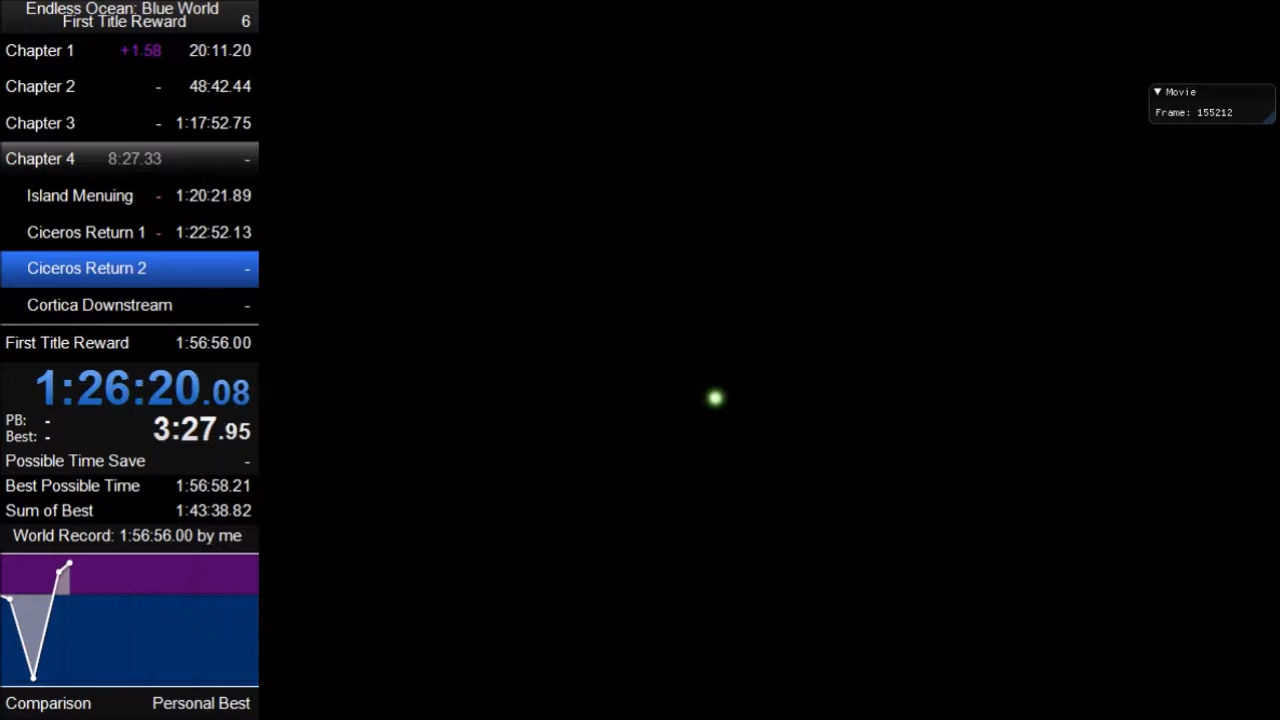 Endless Ocean: Blue World
First Title Reward 6
Chapter 1 +1.58 20:11.20
Chapter 2 - 48:42.44
Chapter 3 - 1:17:52.75
Chapter 4 8:27.33 -
Island Menuing - 1:20:21.89
Ciceros Return 1 - 1:22:52.13
Ciceros Return 2 -
Cortica Downstream -
First Title Reward 1:56:56.00
1:26:20.08
PB: -
Best: -
3:27.95
Possible Time Save -
Best Possible Time 1:56:58.21
Sum of Best 1:43:38.82
World Record: 1:56:56.00 by me
Comparison Personal Best
▼ Movie
Frame: 155212